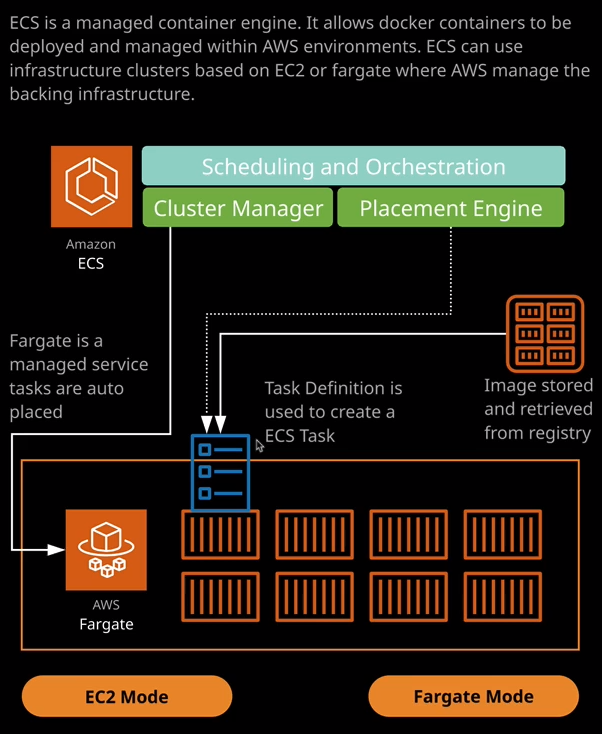 ECS is a managed container engine. It allows docker containers to be
deployed and managed within AWS environments. ECS can use
infrastructure clusters based on EC2 or fargate where AWS manage the
backing infrastructure.
Scheduling and Orchestration
Cluster Manager
Placement Engine
Amazon
ECS
Fargate is a
managed service
tasks are auto
placed
Task Definition is
used to create a
ECS Task
Image stored
and retrieved
from registry
AWS
Fargate
EC2 Mode
Fargate Mode